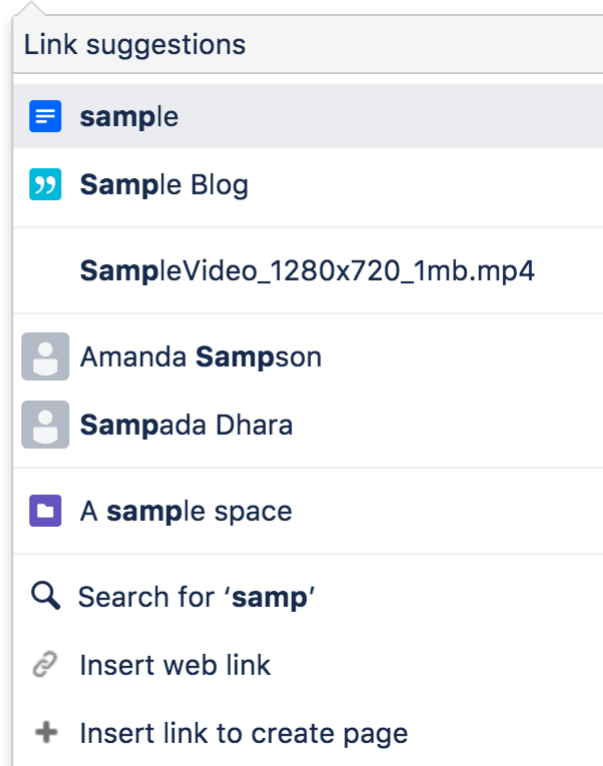 Link suggestions
sample
Sample Blog
SampleVideo_1280x720_1mb.mp4
Amanda Sampson
Sampada Dhara
A sample space
Search for ‘samp’
Insert web link
Insert link to create page